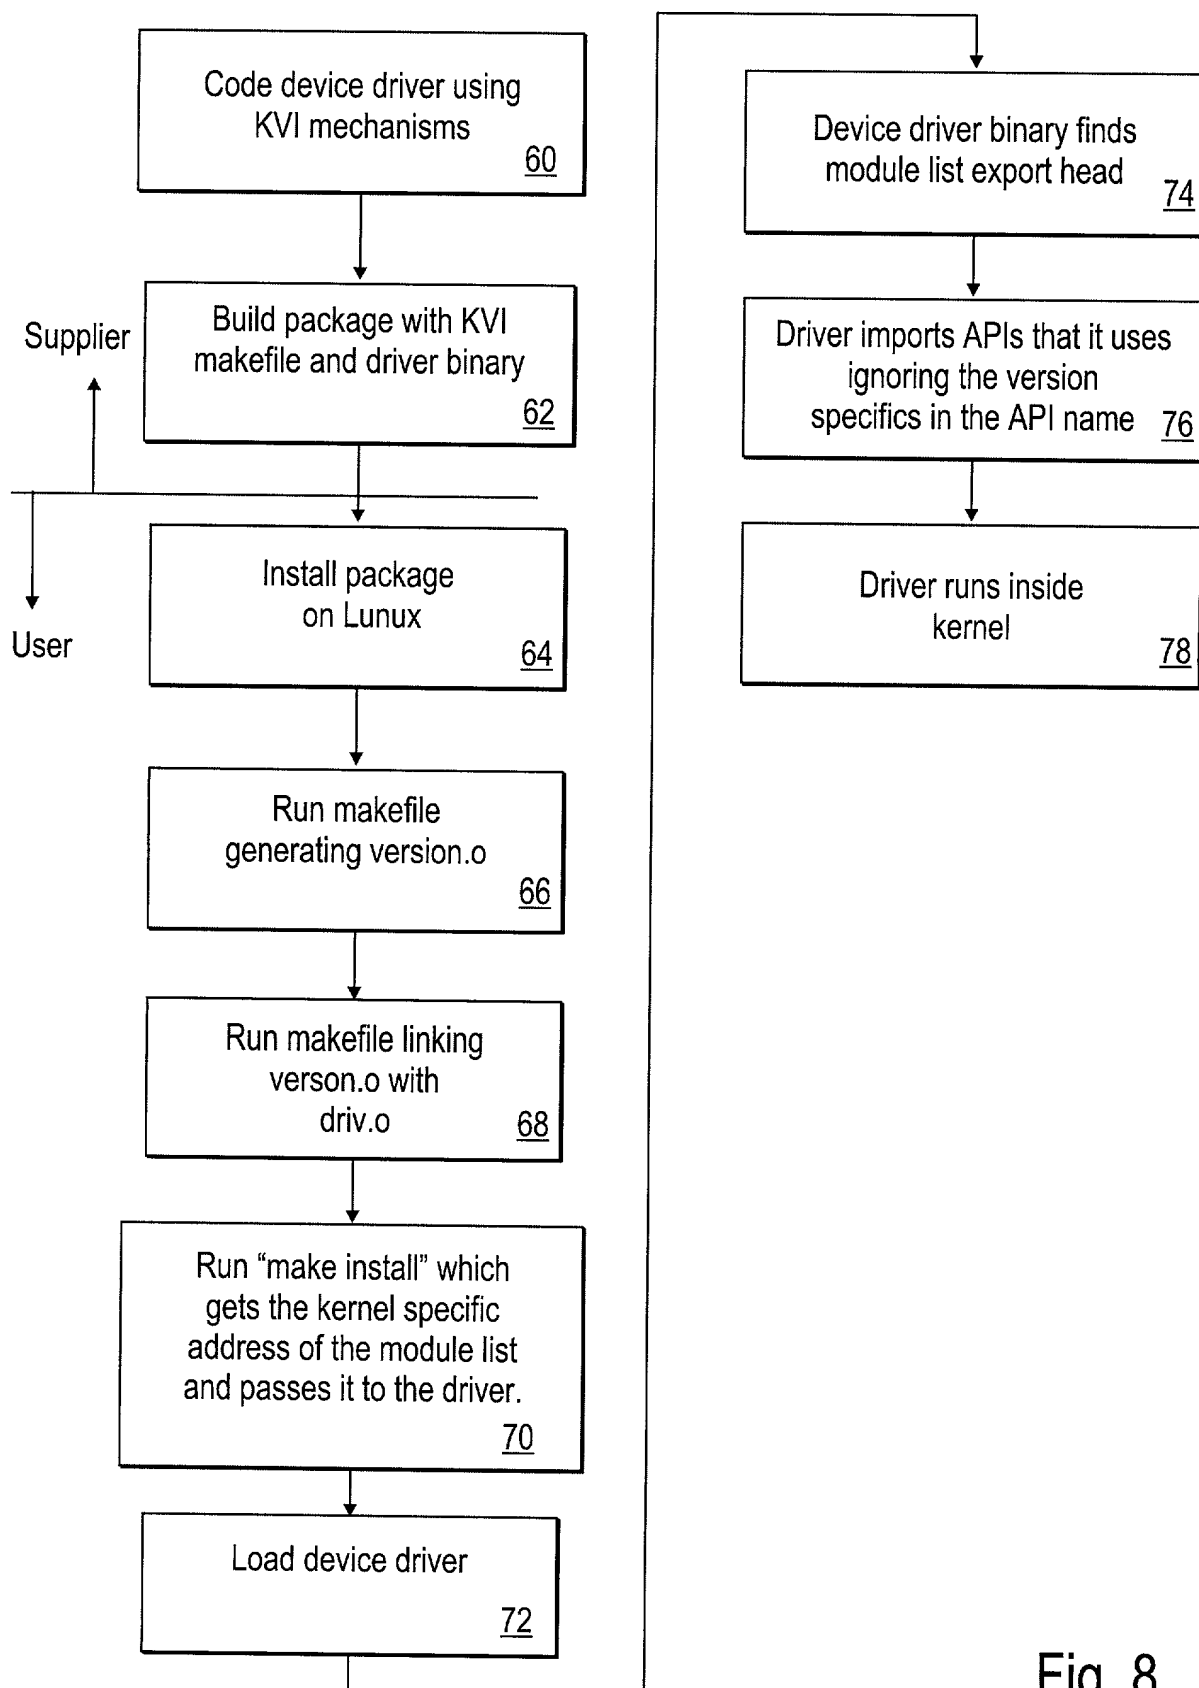 Code device driver using
KVI mechanisms
60
Build package with KVI
makefile and driver binary
62
Supplier
User
Install package
on Lunux
64
Run makefile
generating version.o
66
Run makefile linking
verson.o with
driv.o
68
Run “make install” which
gets the kernel specific
address of the module list
and passes it to the driver.
70
Load device driver
72
Device driver binary finds
module list export head
74
Driver imports APIs that it uses
ignoring the version
specifics in the API name
76
Driver runs inside
kernel
78
Fig. 8